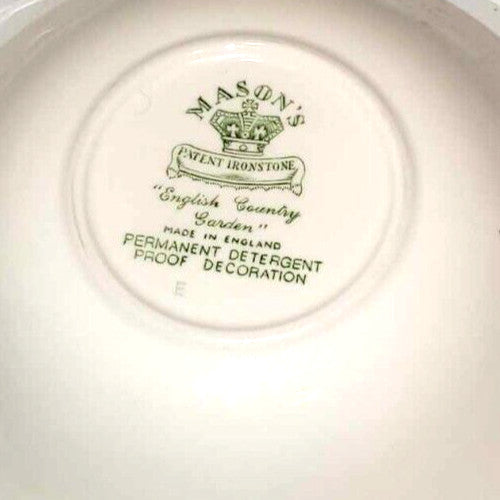 MASON'S
PATENT IRONSTONE
"English Country
Garden"
MADE IN ENGLAND
PERMANENT DETERGENT
PROOF DECORATION
E